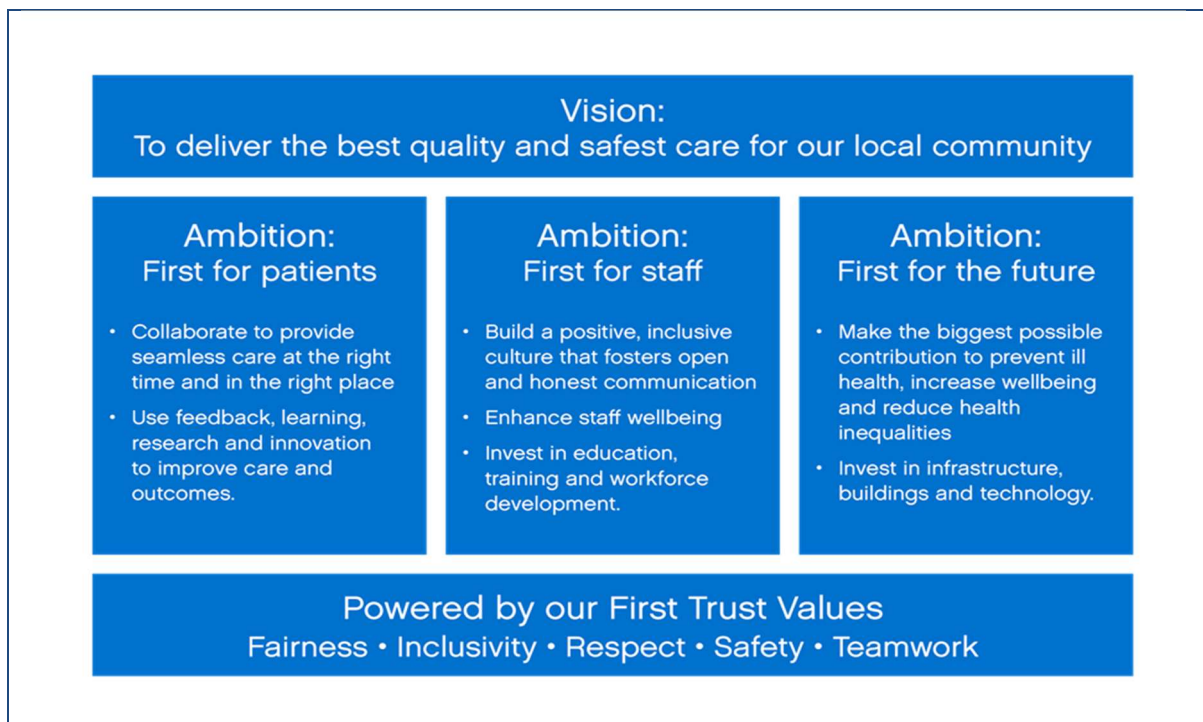 Vision:
To deliver the best quality and safest care for our local community
Ambition:
First for patients
• Collaborate to provide
seamless care at the right
time and in the right place
• Use feedback, learning,
research and innovation
to improve care and
outcomes.
Ambition:
First for staff
• Build a positive, inclusive
culture that fosters open
and honest communication
• Enhance staff wellbeing
• Invest in education,
training and workforce
development.
Ambition:
First for the future
• Make the biggest possible
contribution to prevent ill
health, increase wellbeing
and reduce health
inequalities
• Invest in infrastructure,
buildings and technology.
Powered by our First Trust Values
Fairness • Inclusivity • Respect • Safety • Teamwork